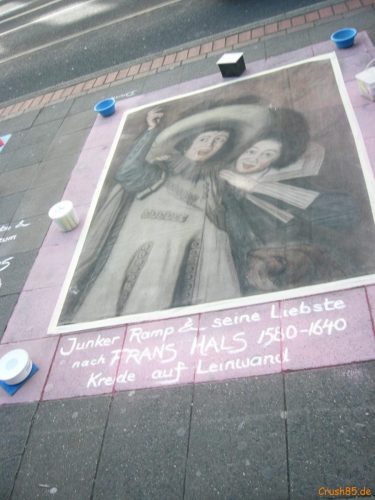 Junker Ramp & seine Liebste
nach FRANS HALS 1580-1640
Kreide auf Leinwand
Crush85.de